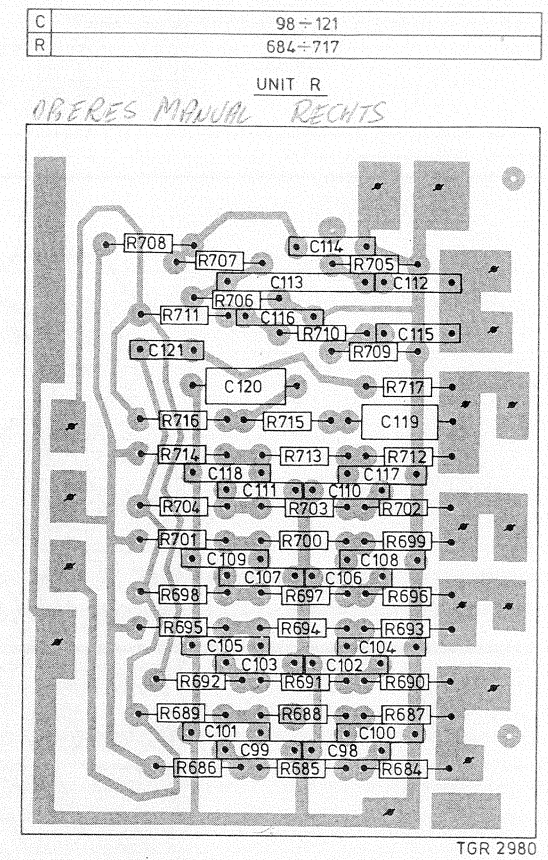 C 98÷121
R 684÷717
UNIT R
OBERES MANUAL RECHTS
R708 C114
R707 R705
C113 C112
R706
R711 C116
R710 C115
C121 R709
C120 R717
R716 R715 C119
R714 R713 R712
C118 C117
C111 C110
R704 R703 R702
R701 R700 R699
C109 C108
C107 C106
R698 R697 R696
R695 R694 R693
C105 C104
C103 C102
R692 R691 R690
R689 R688 R687
C101 C100
C99 C98
R686 R685 R684
TGR 2980